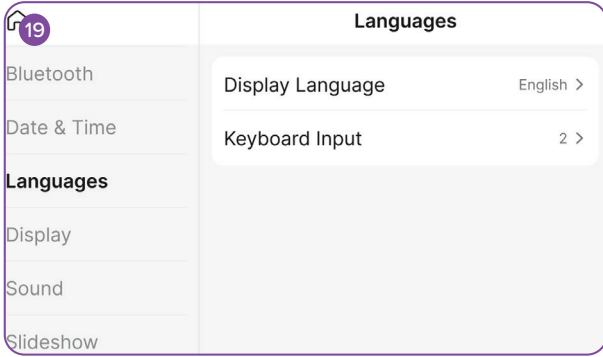 19
Languages
Bluetooth
Date & Time
Languages
Display
Sound
Slideshow
Display Language English >
Keyboard Input 2 >